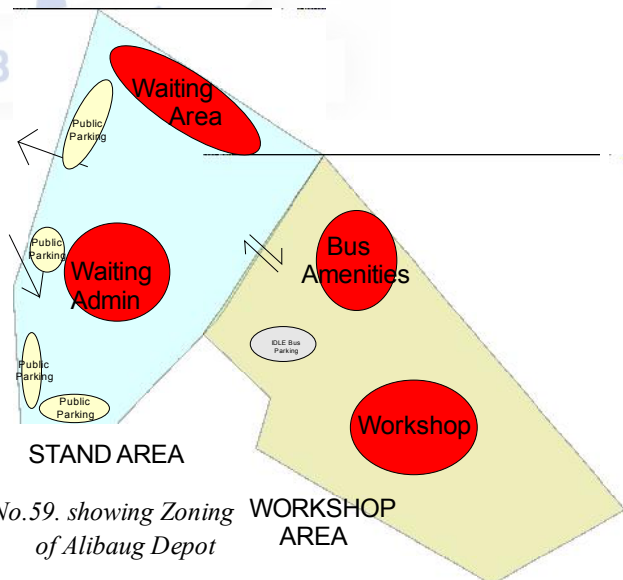 8
Waiting
Area
Public
Parking
Public
Parking
Waiting
Admin
Bus
Amenities
IDLE Bus
Parking
Public
Parking
Public
Parking
Workshop
STAND AREA
WORKSHOP
AREA
No.59. showing Zoning
of Alibaug Depot